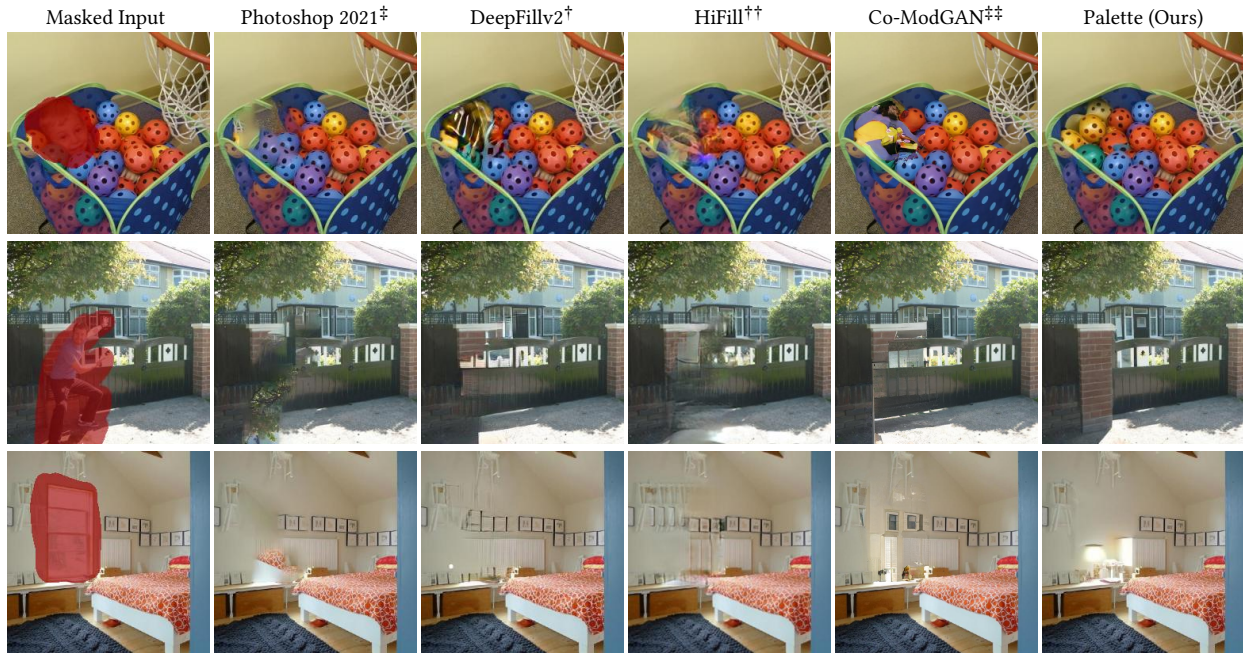 Masked Input Photoshop 2021‡ DeepFillv2† HiFill†† Co-ModGAN‡‡ Palette (Ours)